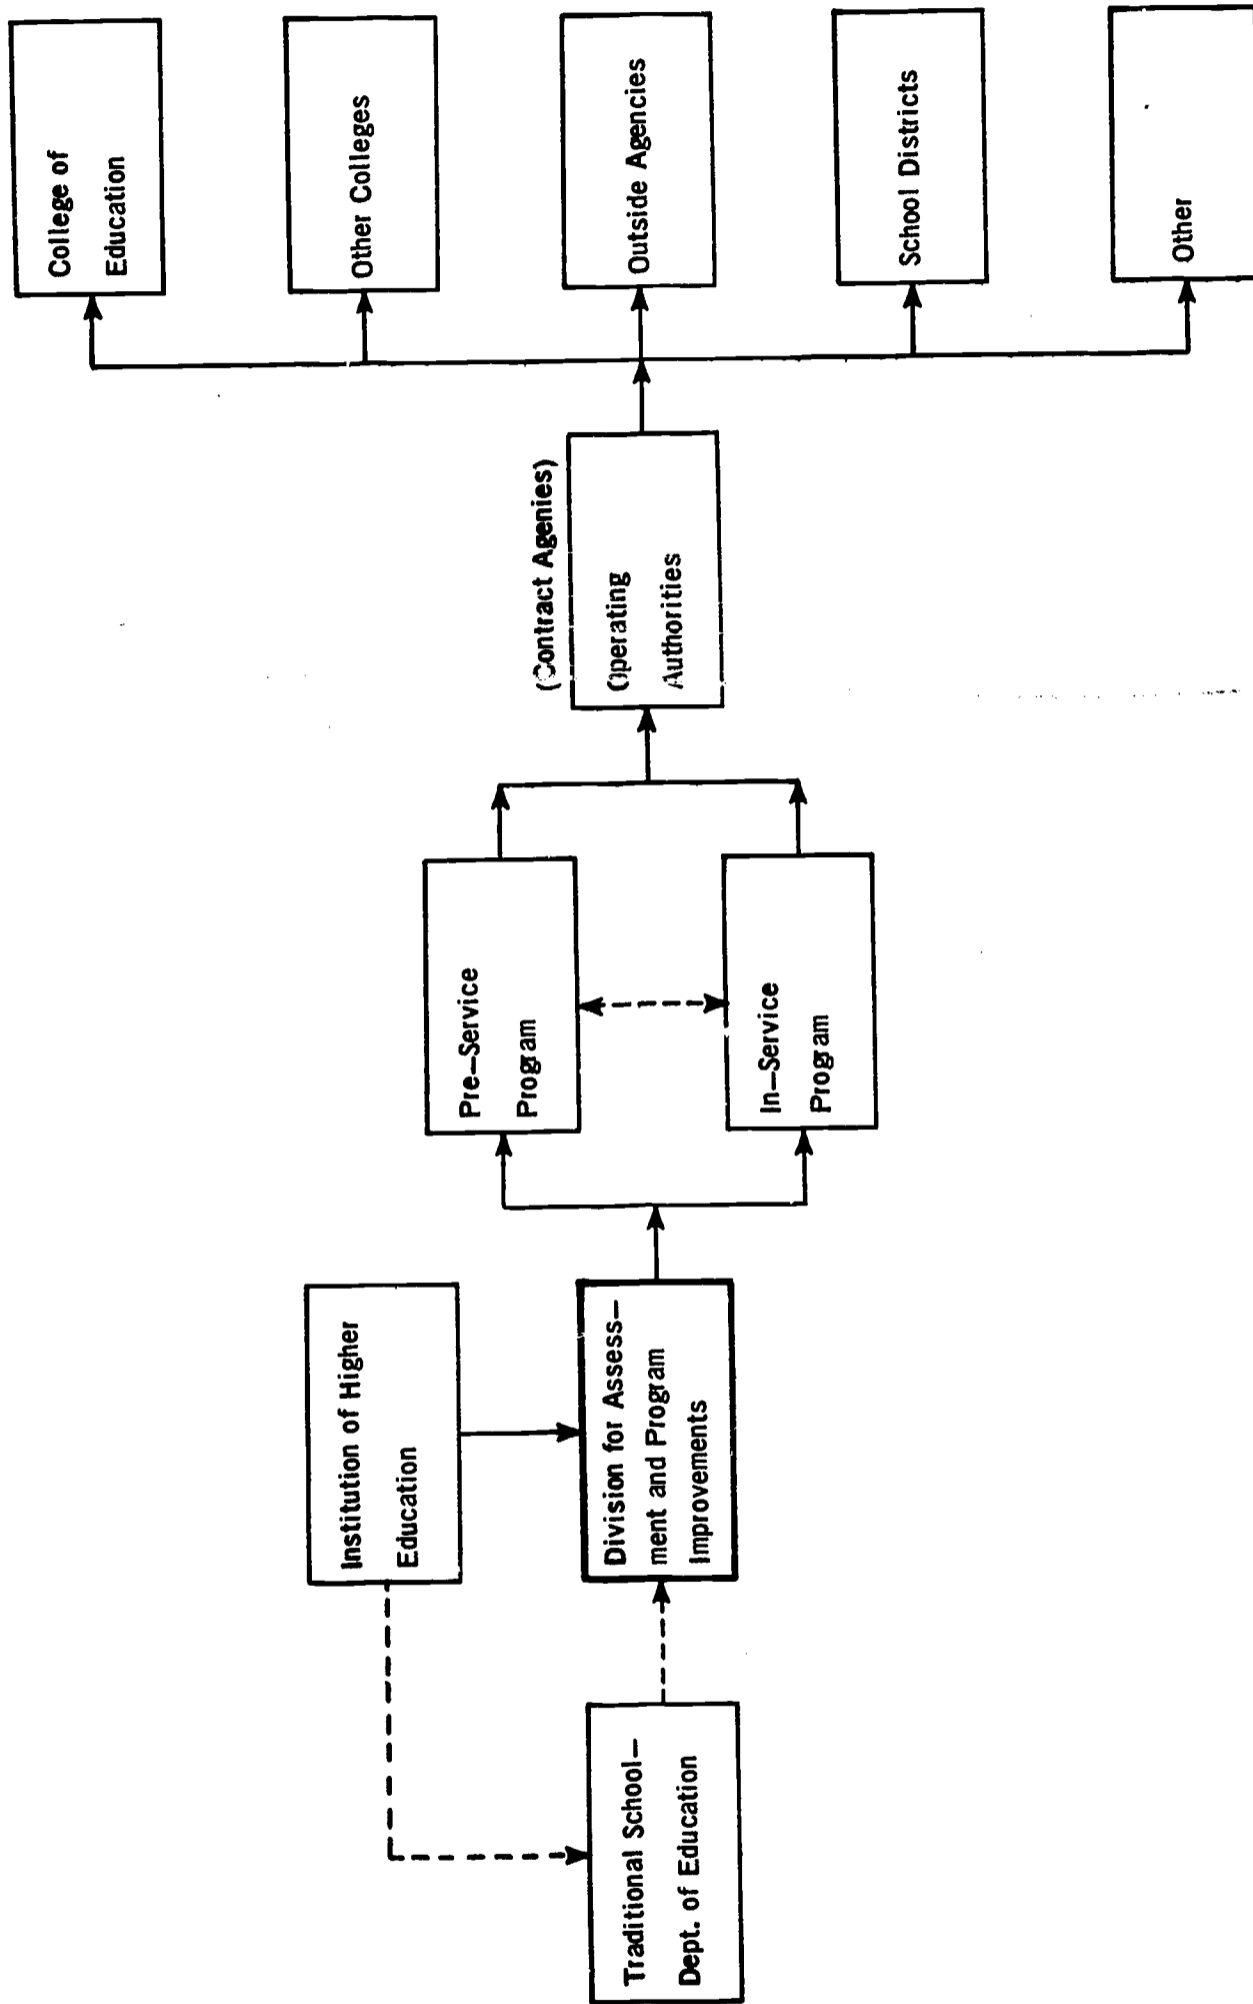 Institution of Higher
Education
Traditional School—
Dept. of Education
Division for Assess—
ment and Program
Improvements
Pre—Service
Program
In—Service
Program
(Contract Agenies)
Operating
Authorities
College of
Education
Other Colleges
Outside Agencies
School Districts
Other